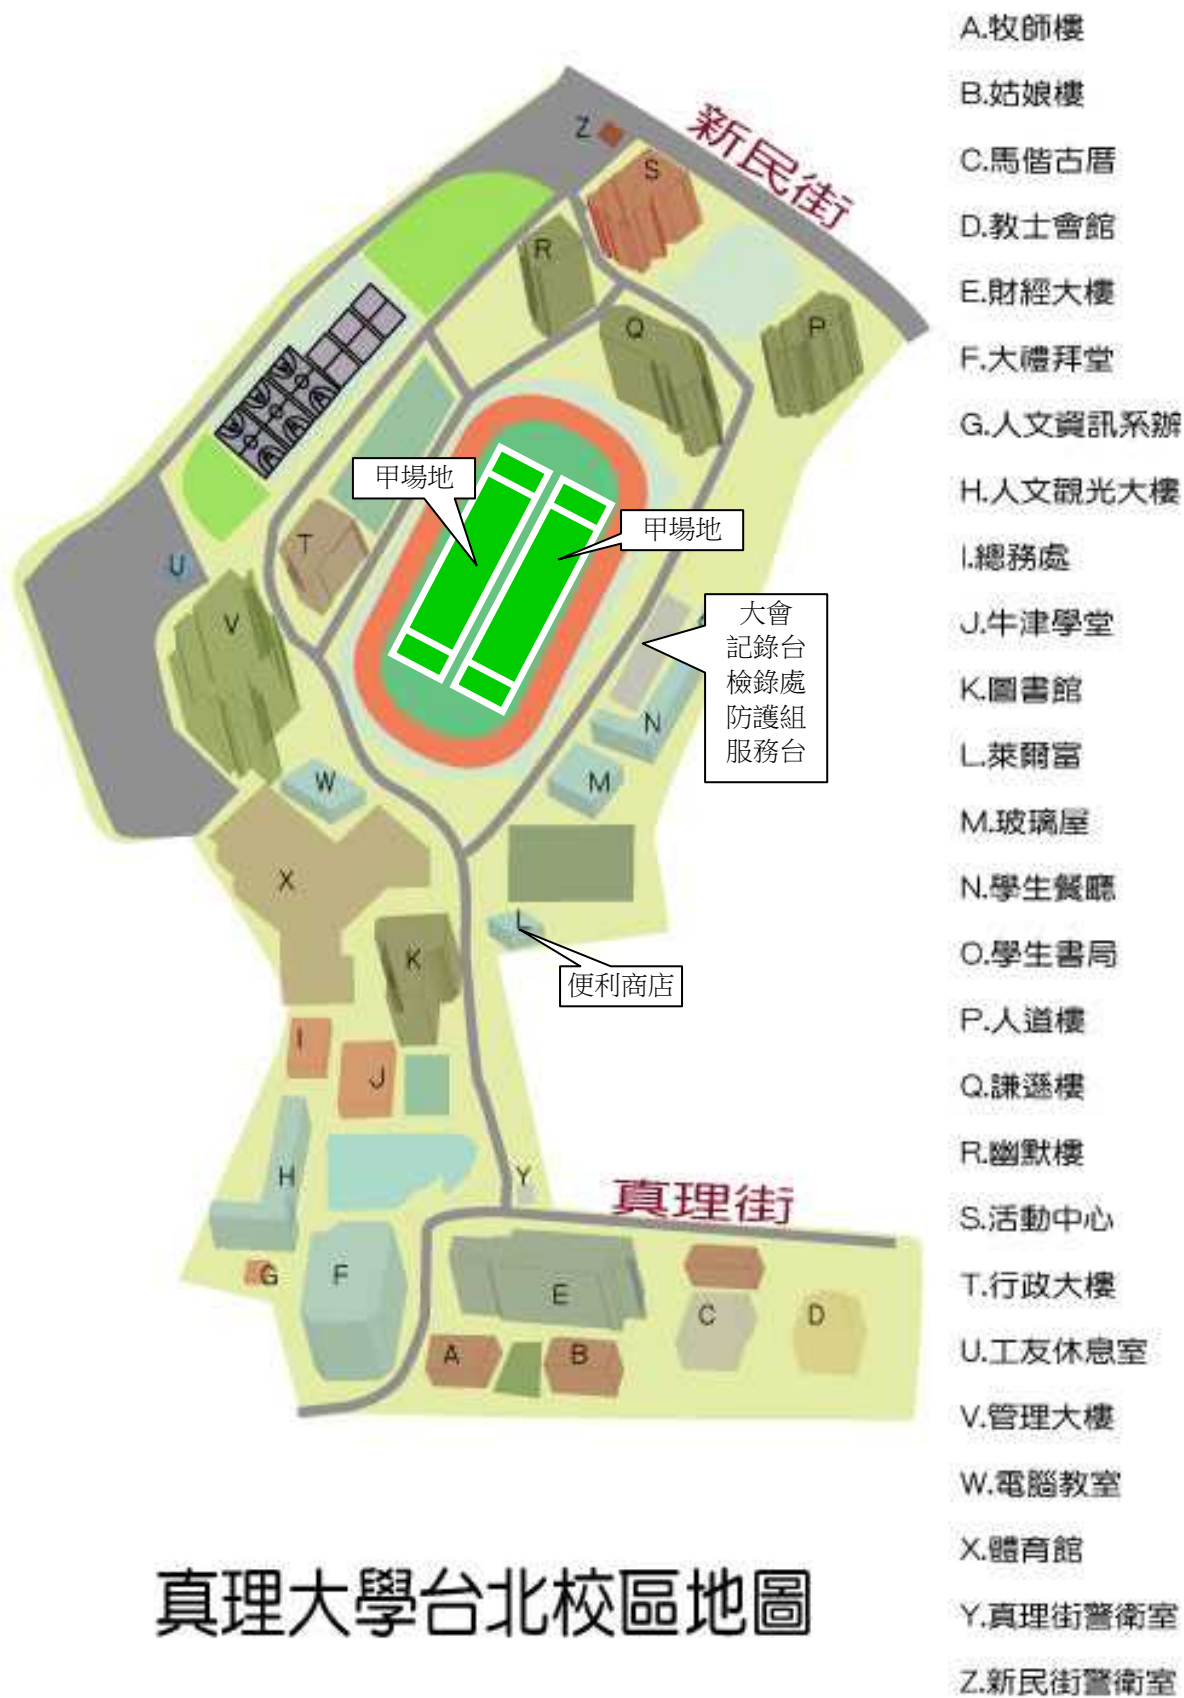 A.牧師樓
B.姑娘樓
C.馬偕古厝
D.教士會館
E.財經大樓
F.大禮拜堂
G.人文資訊系辦
H.人文觀光大樓
I.總務處
J.牛津學堂
K.圖書館
L.萊爾富
M.玻璃屋
N.學生餐廳
O.學生書局
P.人道樓
Q.謙遜樓
R.幽默樓
S.活動中心
T.行政大樓
U.工友休息室
V.管理大樓
W.電腦教室
X.體育館
Y.真理街警衛室
Z.新民街警衛室
新民街
Z
S
R
Q
P
甲場地
甲場地
T
U
V
大會
記錄台
檢錄處
防護組
服務台
N
M
W
X
L
K
便利商店
I
J
H
Y
真理街
G
F
E
C
D
A
B
真理大學台北校區地圖